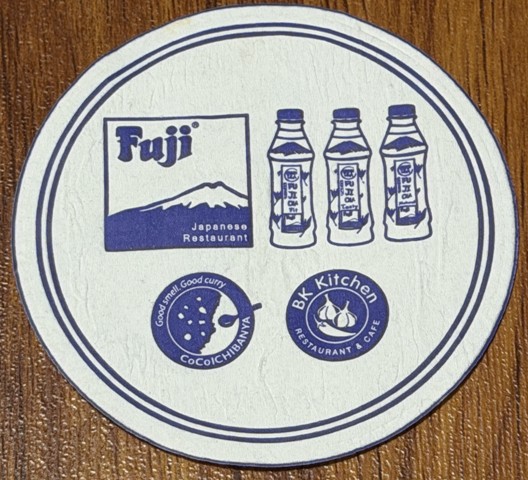 Fuji®
Japanese
Restaurant
Good smell. Good curry
CoCoICHIBANYA
BK Kitchen
RESTAURANT & CAFE